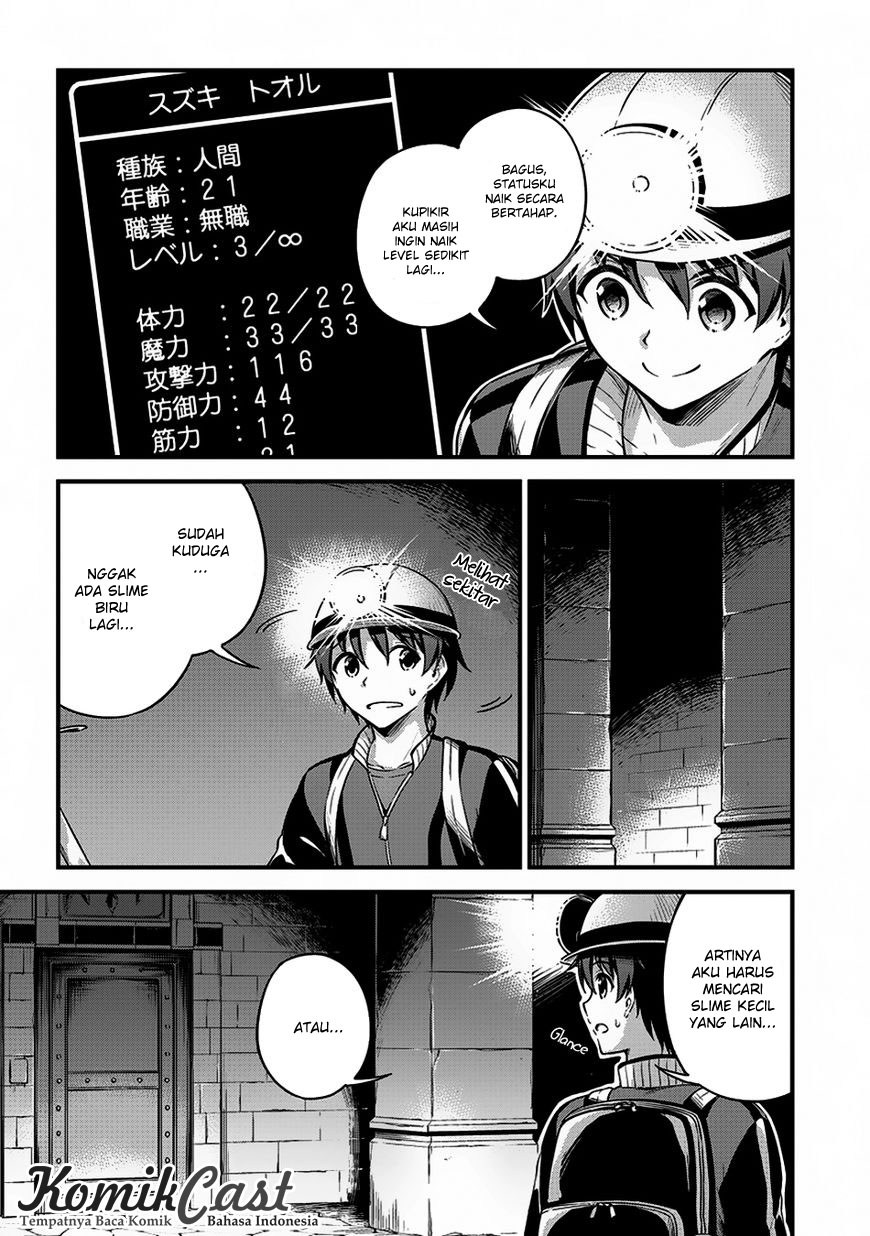 スズキ トオル
種族:人間
年齢:21
職業:無職
レベル:3/∞
体力 :22/22
魔力 :33/33
攻撃力:116
防御力:44
筋力 :12
BAGUS,
STATUSKU
NAIK SECARA
BERTAHAP.
KUPIKIR
AKU MASIH
INGIN NAIK
LEVEL SEDIKIT
LAGI...
SUDAH
KUDUGA
...
NGGAK
ADA SLIME
BIRU
LAGI...
Melihat
sekitar
ARTINYA
AKU HARUS
MENCARI
SLIME KECIL
YANG LAIN...
Glance
ATAU...
KomikCast
Tempatnya Baca Komik Bahasa Indonesia